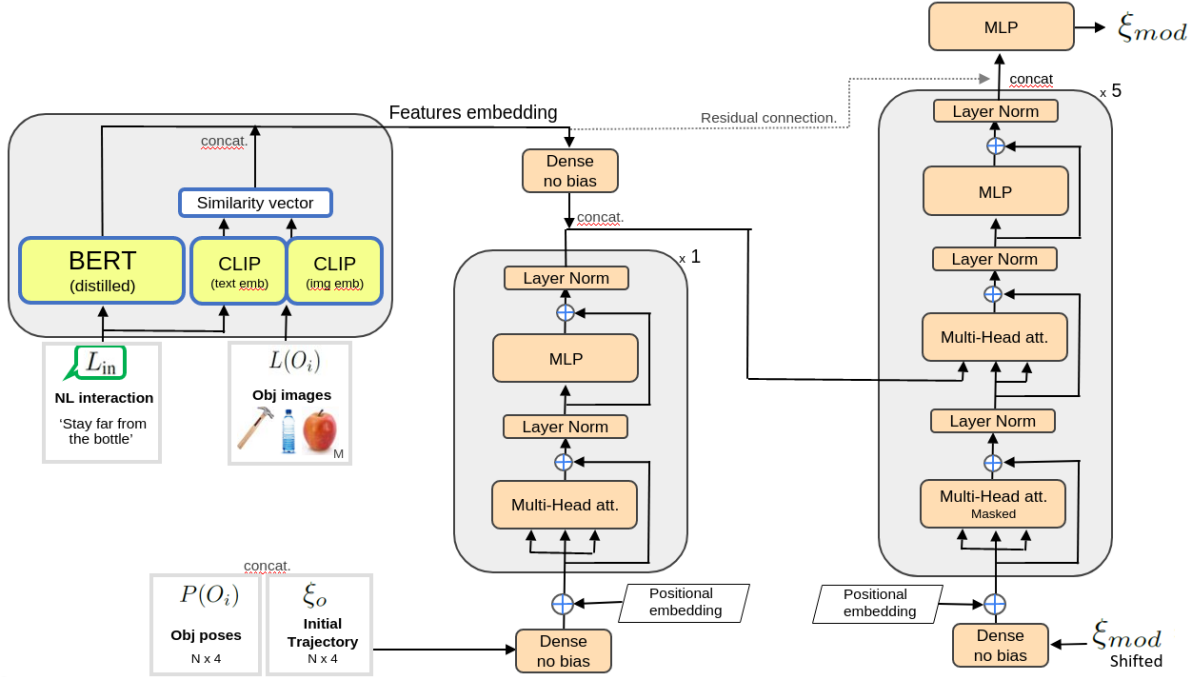 MLP
ξmod
concat
x 5
Features embedding
Residual connection.
Layer Norm
concat.
Dense
no bias
MLP
Similarity vector
concat.
BERT
(distilled)
CLIP
(text emb)
CLIP
(img emb)
x 1
Layer Norm
Layer Norm
Multi-Head att.
MLP
Lin
NL interaction
'Stay far from
the bottle'
L(Oi)
Obj images
M
Layer Norm
Layer Norm
Multi-Head att.
Multi-Head att.
Masked
concat.
P(Oi)
Obj poses
N x 4
ξo
Initial
Trajectory
N x 4
Positional
embedding
Positional
embedding
Dense
no bias
Dense
no bias
ξmod
Shifted